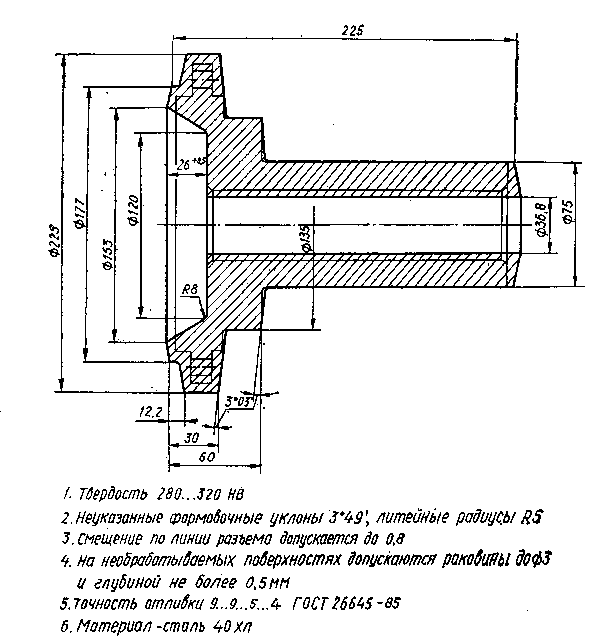 225
26 +0,5
ф225
ф177
ф153
ф120
R8
ф135
ф36,8
ф75
12,2
3°03'
30
60
1. Твердость 280...320 НВ
2. Неуказанные формовочные уклоны 3°49', литейные радиусы R5
3. Смещение по линии разъема допускается до 0,8
4. На необрабатываемых поверхностях допускаются раковины до ф3
и глубиной не более 0,5 мм
5. Точность отливки 9...9...5...4 ГОСТ 26645-85
6. Материал - сталь 40хл